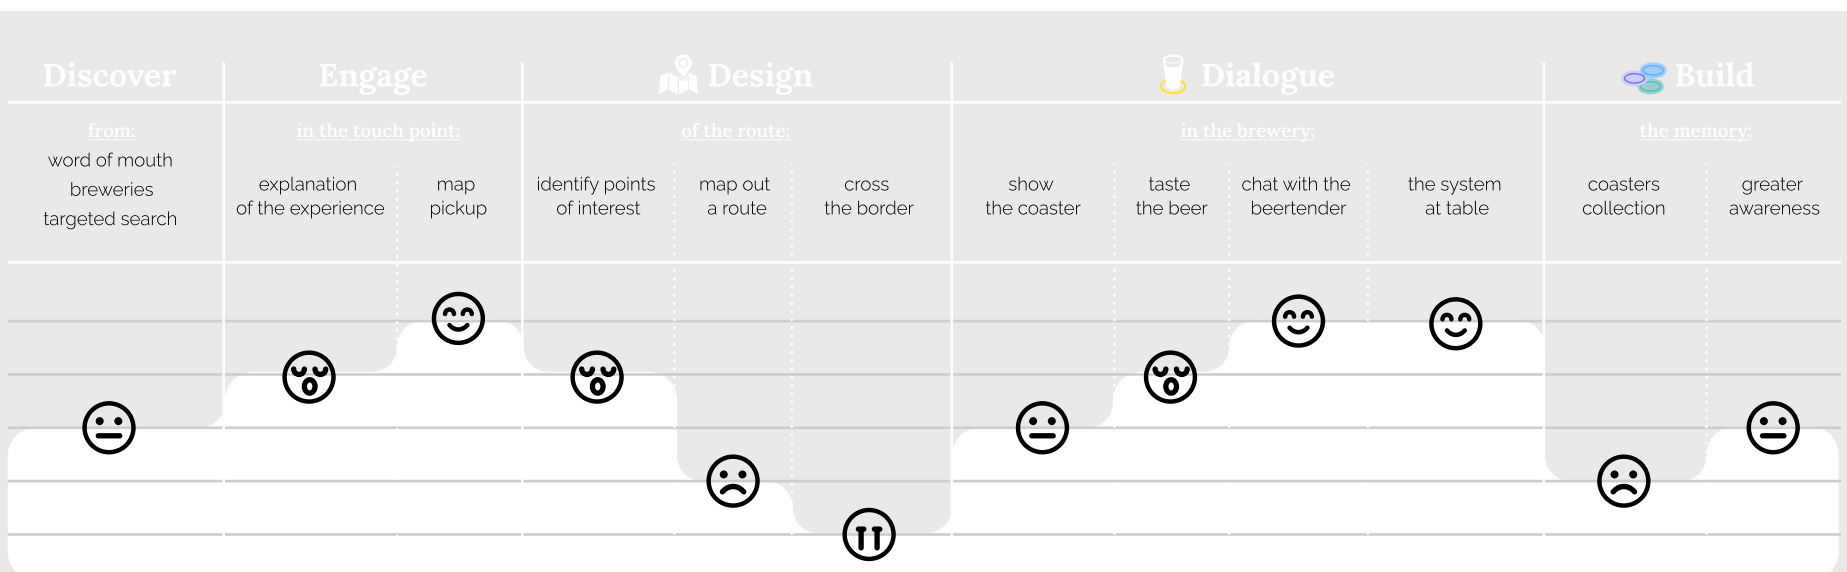 Discover
Engage
Design
Dialogue
Build
from:
word of mouth
breweries
targeted search
in the touch point:
explanation
of the experience
map
pickup
of the route:
identify points
of interest
map out
a route
cross
the border
in the brewery:
show
the coaster
taste
the beer
chat with the
beertender
the system
at table
the memory:
coasters
collection
greater
awareness